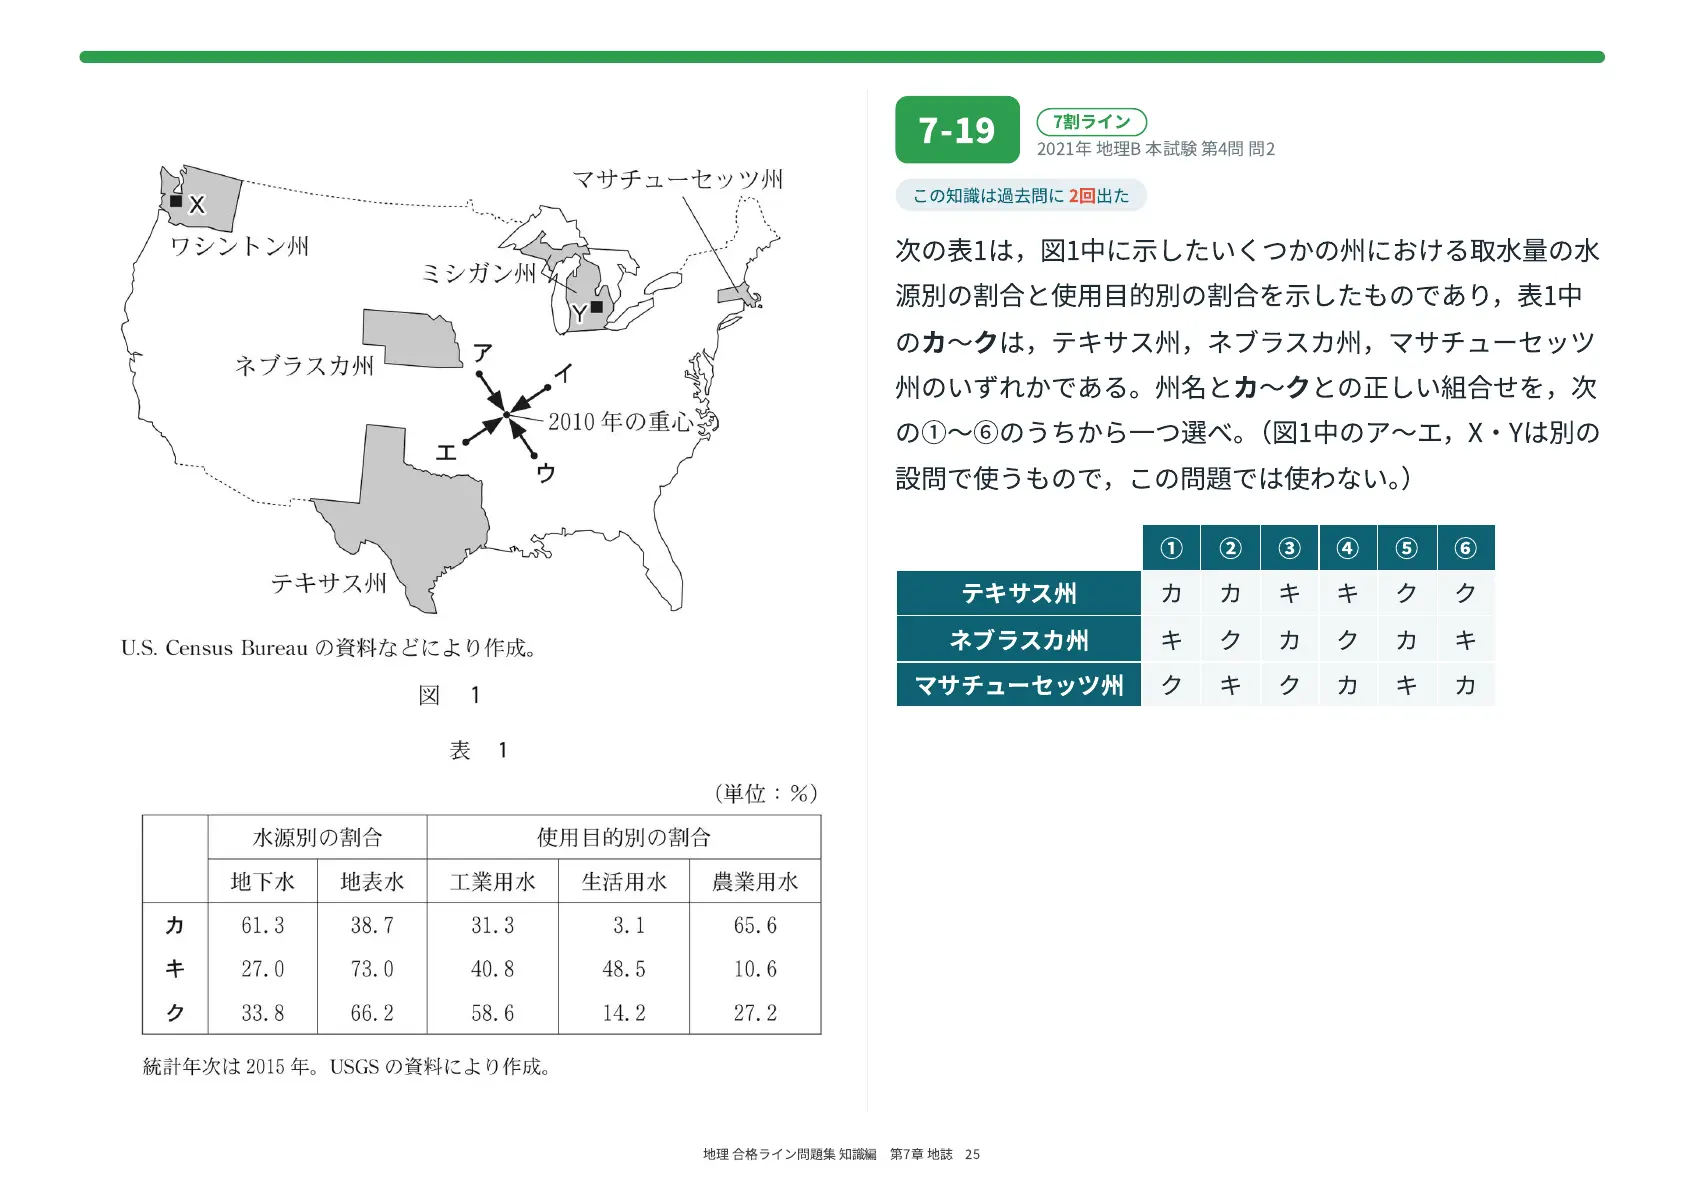 マサチューセッツ州
X
ワシントン州
ミシガン州
Y
ネブラスカ州
ア
イ
2010年の重心
エ
ウ
テキサス州
U.S. Census Bureau の資料などにより作成。
図 1
表 1
(単位:%)
水源別の割合 使用目的別の割合
地下水 地表水 工業用水 生活用水 農業用水
カ 61.3 38.7 31.3 3.1 65.6
キ 27.0 73.0 40.8 48.5 10.6
ク 33.8 66.2 58.6 14.2 27.2
統計年次は2015年。USGSの資料により作成。
7-19
7割ライン
2021年 地理B 本試験 第4問 問2
この知識は過去問に 2回出た
次の表1は，図1中に示したいくつかの州における取水量の水
源別の割合と使用目的別の割合を示したものであり，表1中
のカ～クは，テキサス州，ネブラスカ州，マサチューセッツ
州のいずれかである。州名とカ～クとの正しい組合せを，次
の①～⑥のうちから一つ選べ。（図1中のア～エ，X・Yは別の
設問で使うもので，この問題では使わない。）
① ② ③ ④ ⑤ ⑥
テキサス州 カ カ キ キ ク ク
ネブラスカ州 キ ク カ ク カ キ
マサチューセッツ州 ク キ ク カ キ カ
地理 合格ライン問題集 知識編 第7章 地誌 25